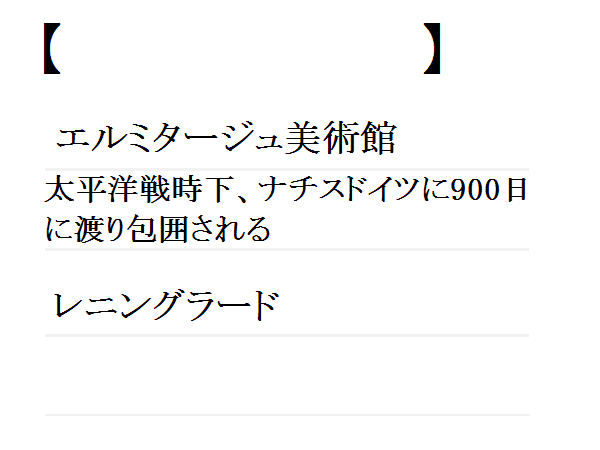 【 】
エルミタージュ美術館
太平洋戦時下、ナチスドイツに900日
に渡り包囲される
レニングラード